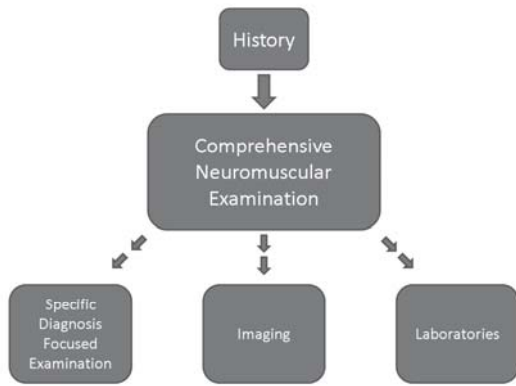 History
Comprehensive
Neuromuscular
Examination
Specific
Diagnosis
Focused
Examination
Imaging
Laboratories